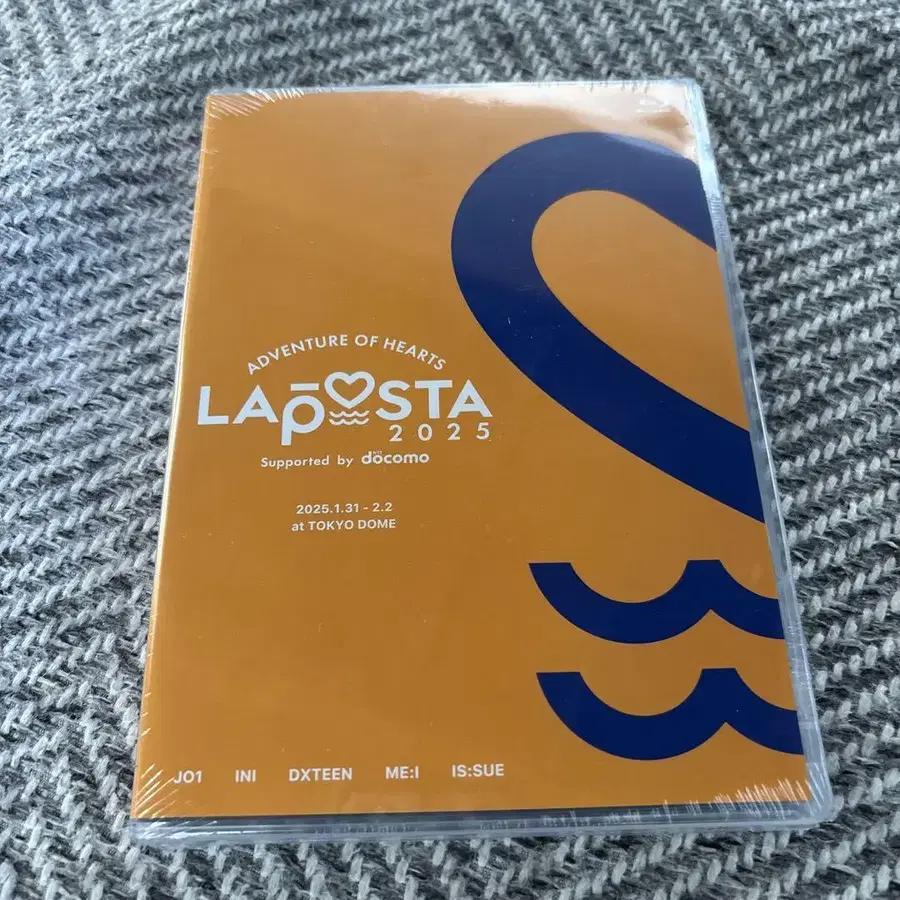 ADVENTURE OF HEARTS
LAPOSTA
2025
Supported by docomo
2025.1.31 - 2.2
at TOKYO DOME
JO1 INI DXTEEN ME:I IS:SUE